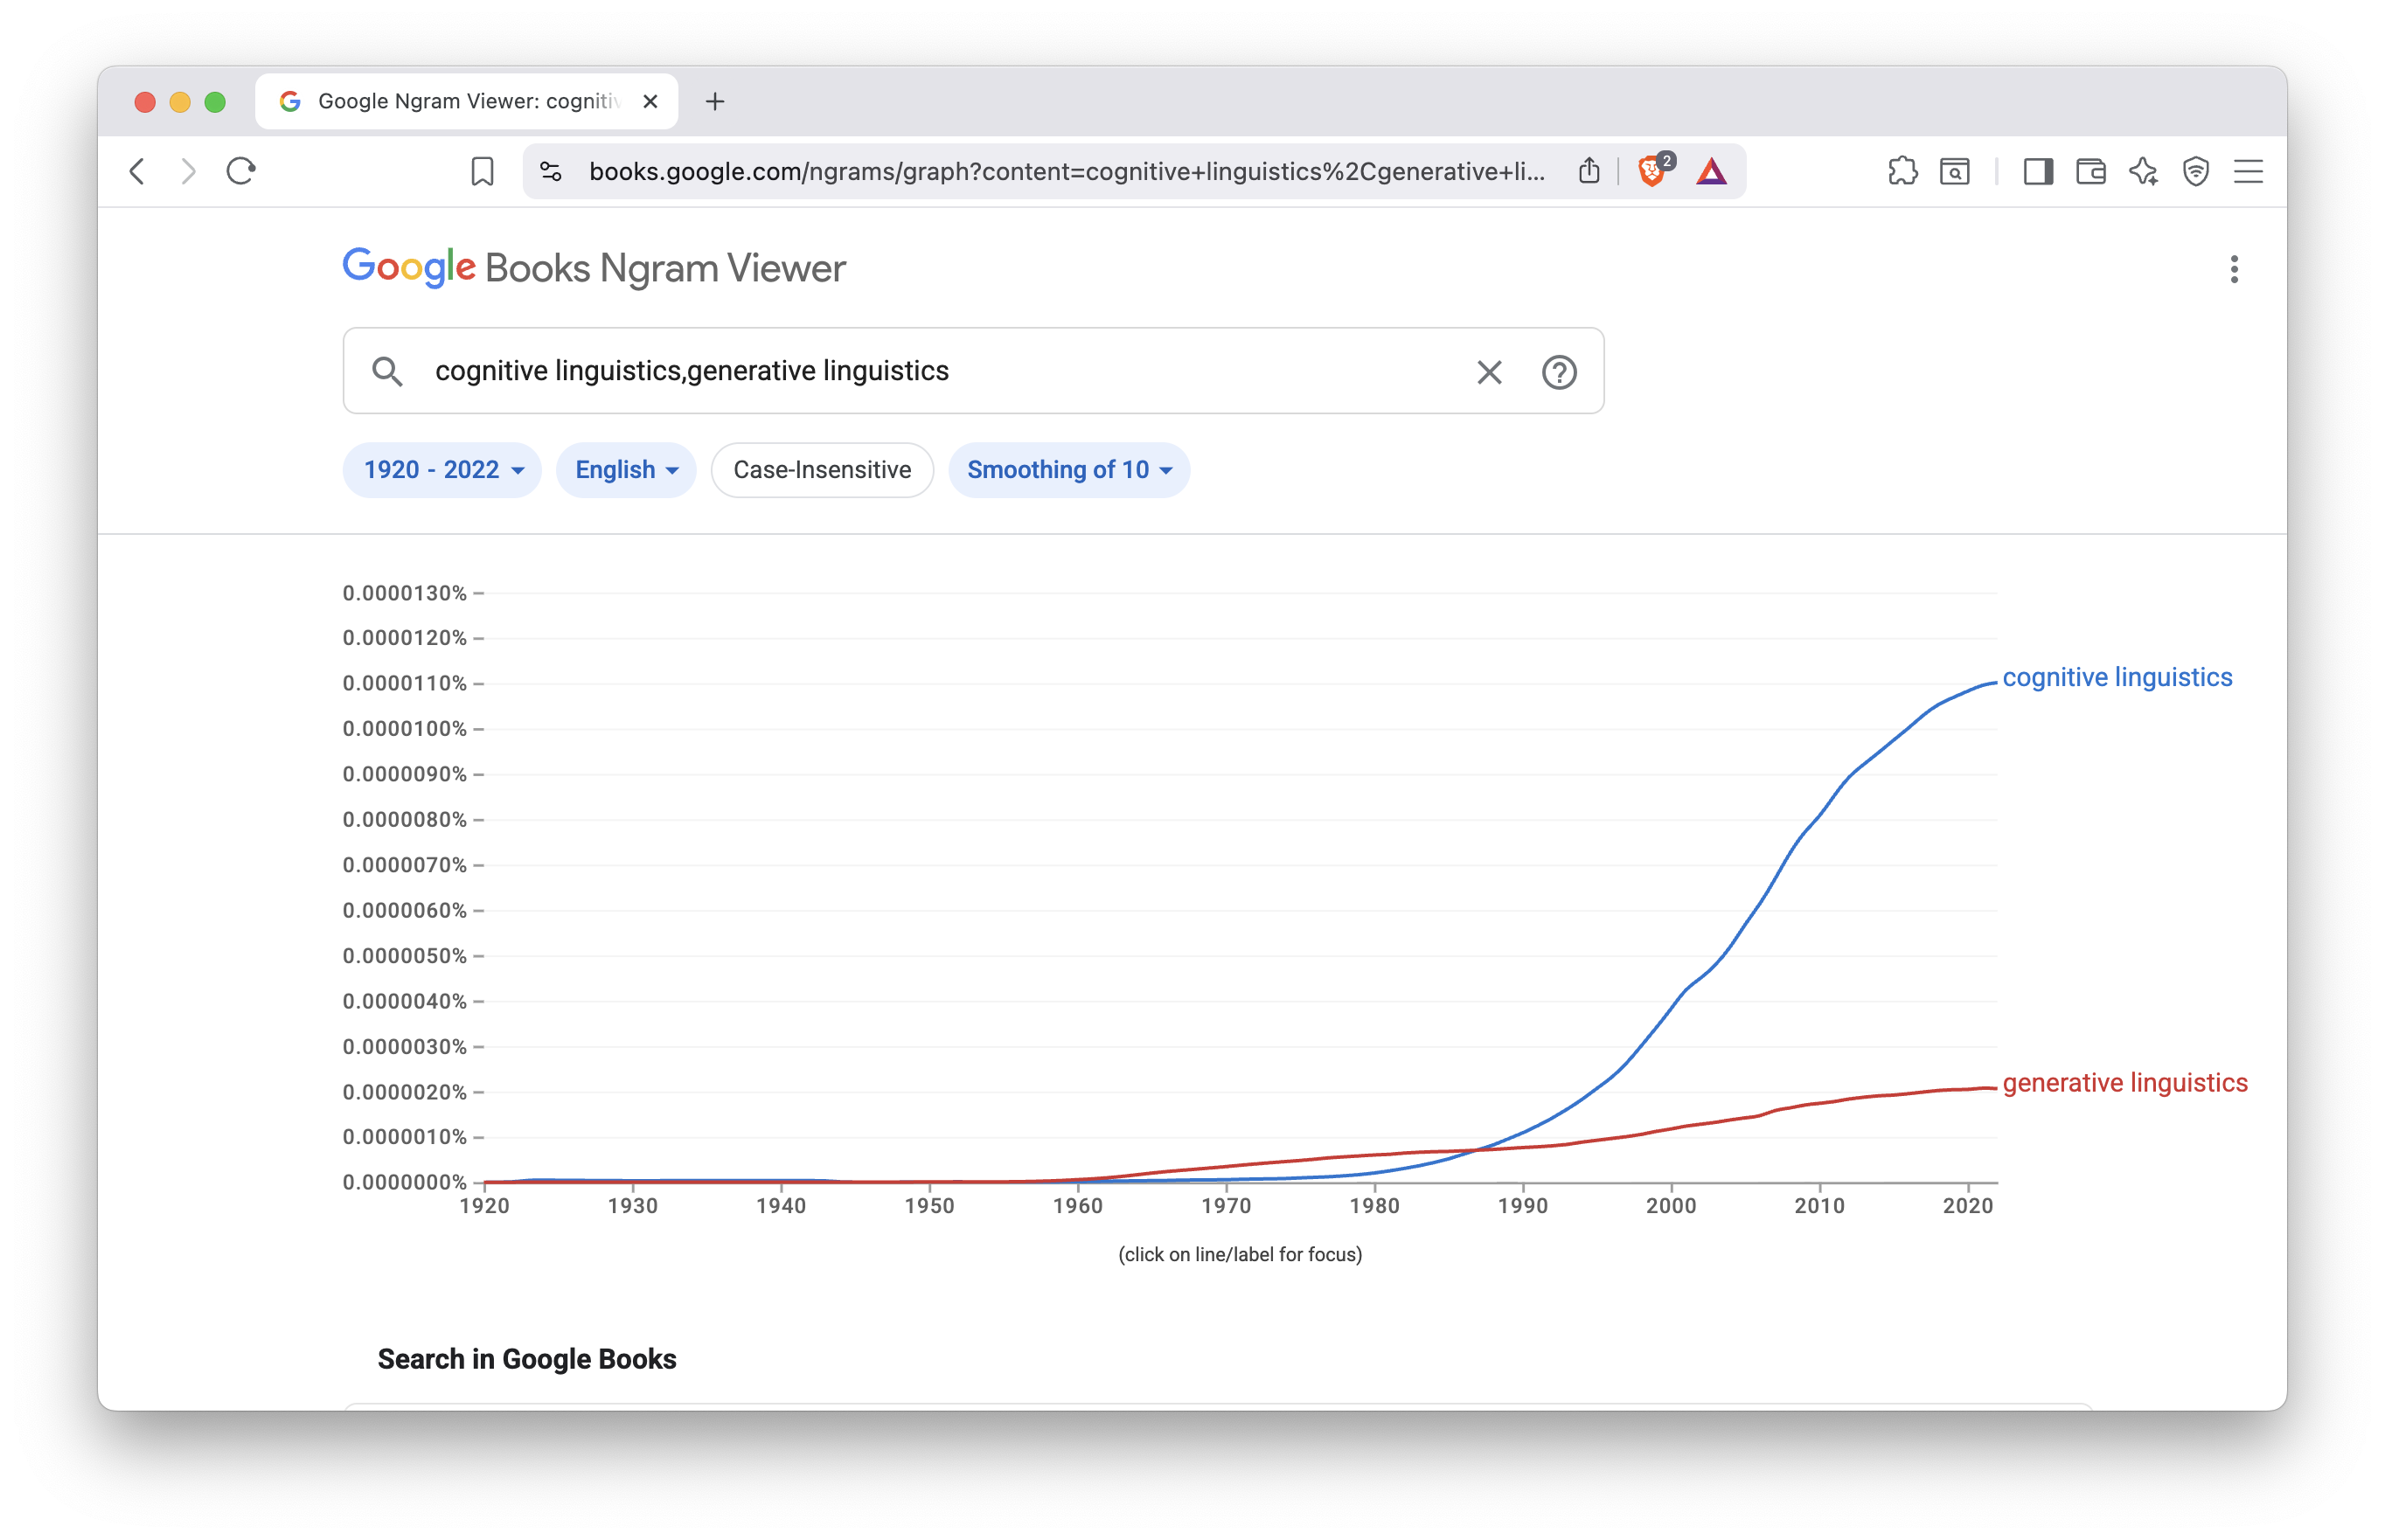 Google Ngram Viewer: cogniti
2
books.google.com/ngrams/graph?content=cognitive+linguistics%2Cgenerative+li...
Google Books Ngram Viewer
cognitive linguistics,generative linguistics
1920 - 2022
English
Case-Insensitive
Smoothing of 10
0.0000130%
0.0000120%
0.0000110%
cognitive linguistics
0.0000100%
0.0000090%
0.0000080%
0.0000070%
0.0000060%
0.0000050%
0.0000040%
0.0000030%
0.0000020%
generative linguistics
0.0000010%
0.0000000%
1920 1930 1940 1950 1960 1970 1980 1990 2000 2010 2020
(click on line/label for focus)
Search in Google Books